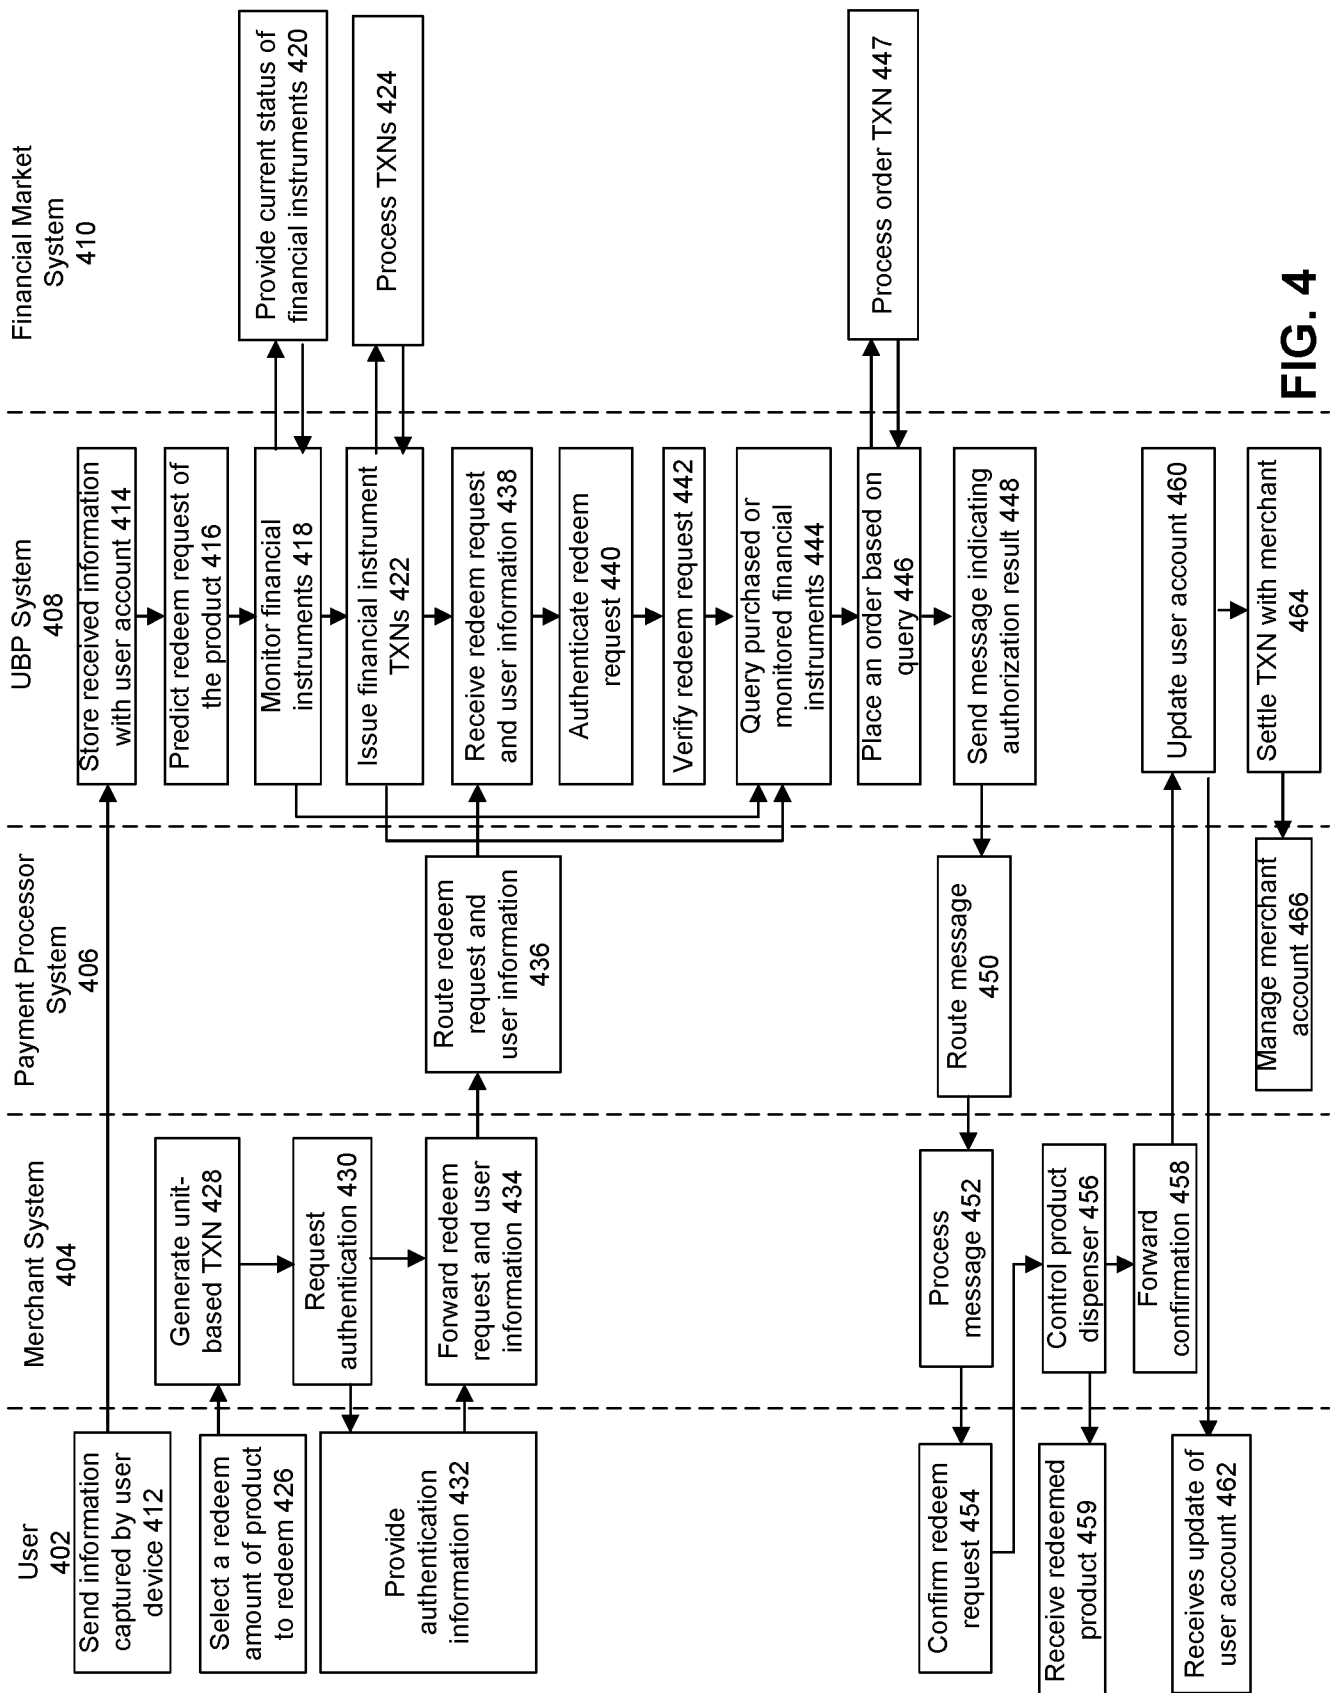 User
402
Merchant System
404
Payment Processor
System
406
UBP System
408
Financial Market
System
410
Send information
captured by user
device 412
Store received information
with user account 414
Predict redeem request of
the product 416
Monitor financial
instruments 418
Provide current status of
financial instruments 420
Issue financial instrument
TXNs 422
Process TXNs 424
Select a redeem
amount of product
to redeem 426
Generate unit-
based TXN 428
Request
authentication 430
Provide
authentication
information 432
Forward redeem
request and user
information 434
Route redeem
request and
user information
436
Receive redeem request
and user information 438
Authenticate redeem
request 440
Verify redeem request 442
Query purchased or
monitored financial
instruments 444
Place an order based on
query 446
Process order TXN 447
Send message indicating
authorization result 448
Route message
450
Process
message 452
Confirm redeem
request 454
Control product
dispenser 456
Forward
confirmation 458
Receive redeemed
product 459
Update user account 460
Receives update of
user account 462
Settle TXN with merchant
464
Manage merchant
account 466
FIG. 4